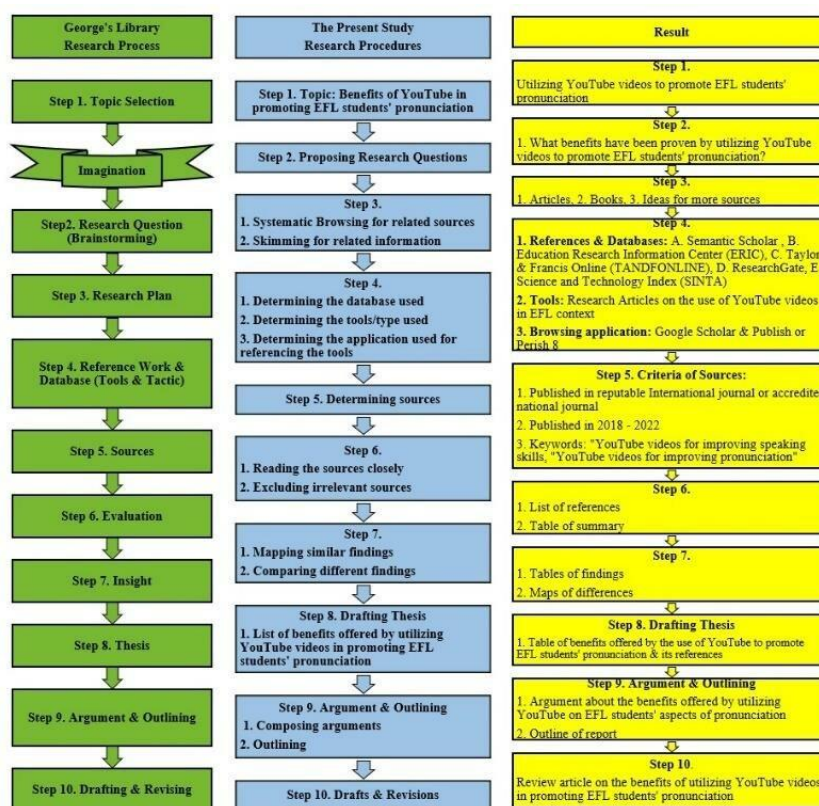 George's Library
Research Process
Step 1. Topic Selection
Imagination
Step2. Research Question
(Brainstorming)
Step 3. Research Plan
Step 4. Reference Work &
Database (Tools & Tactic)
Step 5. Sources
Step 6. Evaluation
Step 7. Insight
Step 8. Thesis
Step 9. Argument & Outlining
Step 10. Drafting & Revising
The Present Study
Research Procedures
Step 1. Topic: Benefits of YouTube in
promoting EFL students' pronunciation
Step 2. Proposing Research Questions
Step 3.
1. Systematic Browsing for related sources
2. Skimming for related information
Step 4.
1. Determining the database used
2. Determining the tools/type used
3. Determining the application used for
referencing the tools
Step 5. Determining sources
Step 6.
1. Reading the sources closely
2. Excluding irrelevant sources
Step 7.
1. Mapping similar findings
2. Comparing different findings
Step 8. Drafting Thesis
1. List of benefits offered by utilizing
YouTube videos in promoting EFL
students' pronunciation
Step 9. Argument & Outlining
1. Composing arguments
2. Outlining
Step 10. Drafts & Revisions
Result
Step 1.
Utilizing YouTube videos to promote EFL students'
pronunciation
Step 2.
1. What benefits have been proven by utilizing YouTube
videos to promote EFL students' pronunciation?
Step 3.
1. Articles, 2. Books, 3. Ideas for more sources
Step 4.
1. References & Databases: A. Semantic Scholar , B.
Education Research Information Center (ERIC), C. Taylor
& Francis Online (TANDFONLINE), D. ResearchGate, E
Science and Technology Index (SINTA)
2. Tools: Research Articles on the use of YouTube videos
in EFL context
3. Browsing application: Google Scholar & Publish or
Perish 8
Step 5. Criteria of Sources:
1. Published in reputable International journal or accredite
national journal
2. Published in 2018 - 2022
3. Keywords: "YouTube videos for improving speaking
skills, "YouTube videos for improving pronunciation"
Step 6.
1. List of references
2. Table of summary
Step 7.
1. Tables of findings
2. Maps of differences
Step 8. Drafting Thesis
1. Table of benefits offered by the use of YouTube to promote
EFL students' pronunciation & its references
Step 9. Argument & Outlining
1. Argument about the benefits offered by utilizing
YouTube on EFL students' aspects of pronunciation
2. Outline of report
Step 10.
Review article on the benefits of utilizing YouTube videos
in promoting EFL students' pronunciation